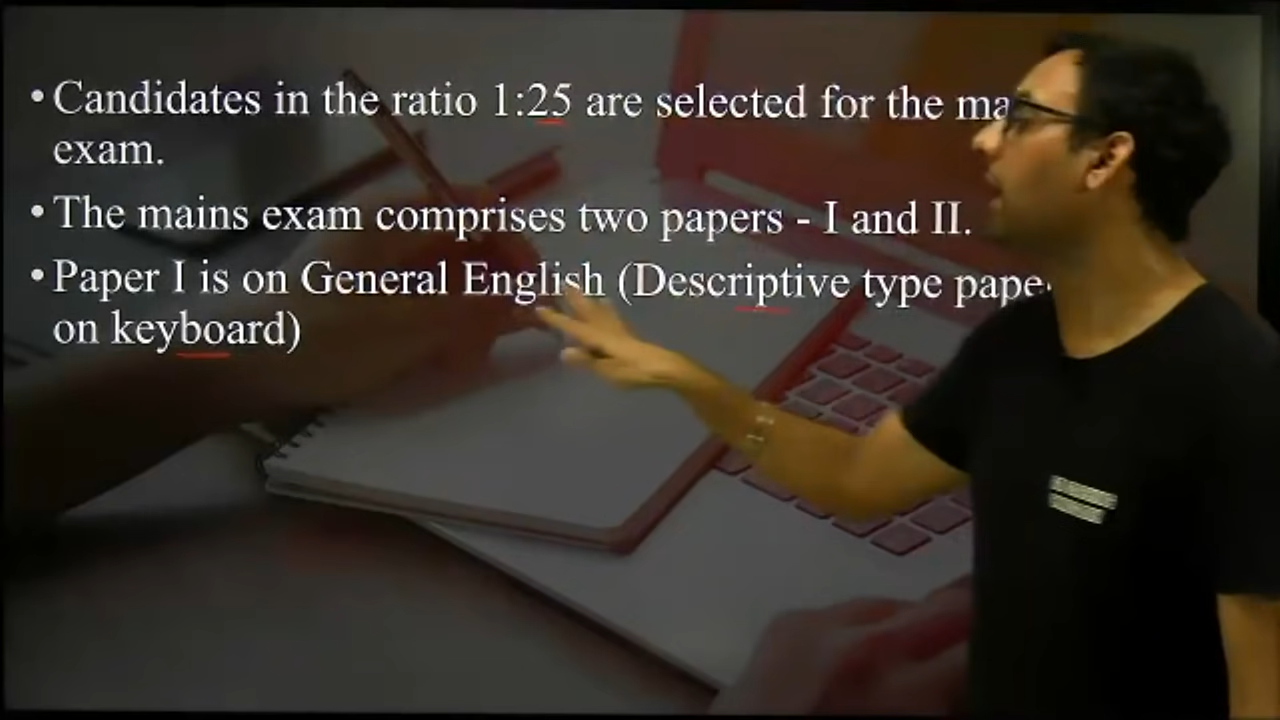 • Candidates in the ratio 1:25 are selected for the ma
exam.
• The mains exam comprises two papers - I and II.
• Paper I is on General English (Descriptive type pape
on keyboard)